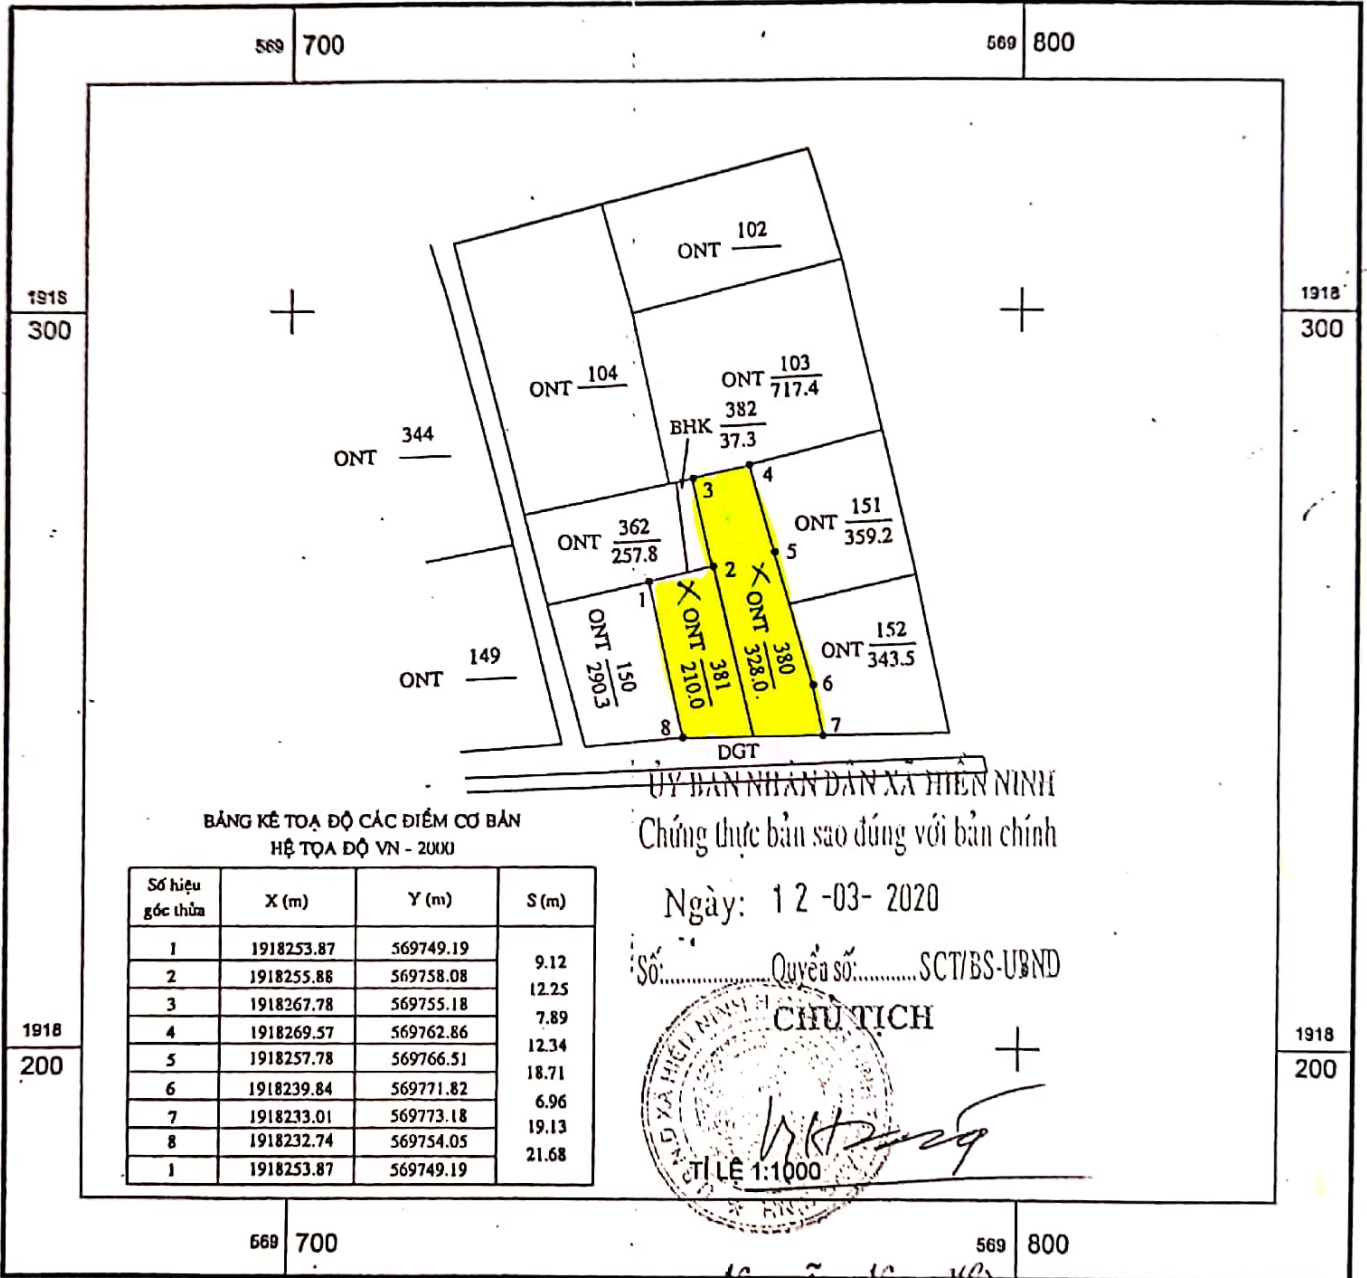 569 700
569 800
1918
300
1918
300
ONT 102
ONT 104
ONT 103
717.4
BHK 382
37.3
ONT 344
3
4
ONT 362
257.8
ONT 151
359.2
5
2
1
ONT 150
290.3
ONT 381
210.0
ONT 380
328.0
ONT 152
343.5
ONT 149
6
8
7
DGT
ỦY BAN NHÂN DÂN XÃ HIỀN NINH
Chứng thực bản sao đúng với bản chính
Ngày: 12-03-2020
Số:............Quyển số:..........SCT/BS-UBND
CHỦ TỊCH
BẢNG KÊ TOẠ ĐỘ CÁC ĐIỂM CƠ BẢN
HỆ TỌA ĐỘ VN - 2000
Số hiệu góc thửa X (m) Y (m) S (m)
1 1918253.87 569749.19
9.12
2 1918255.88 569758.08
12.25
3 1918267.78 569755.18
7.89
4 1918269.57 569762.86
12.34
5 1918257.78 569766.51
18.71
6 1918239.84 569771.82
6.96
7 1918233.01 569773.18
19.13
8 1918232.74 569754.05
21.68
1 1918253.87 569749.19
1918
200
1918
200
TỈ LỆ 1:1000
U.B.N.D XÃ HIỀN NINH
569 700
569 800